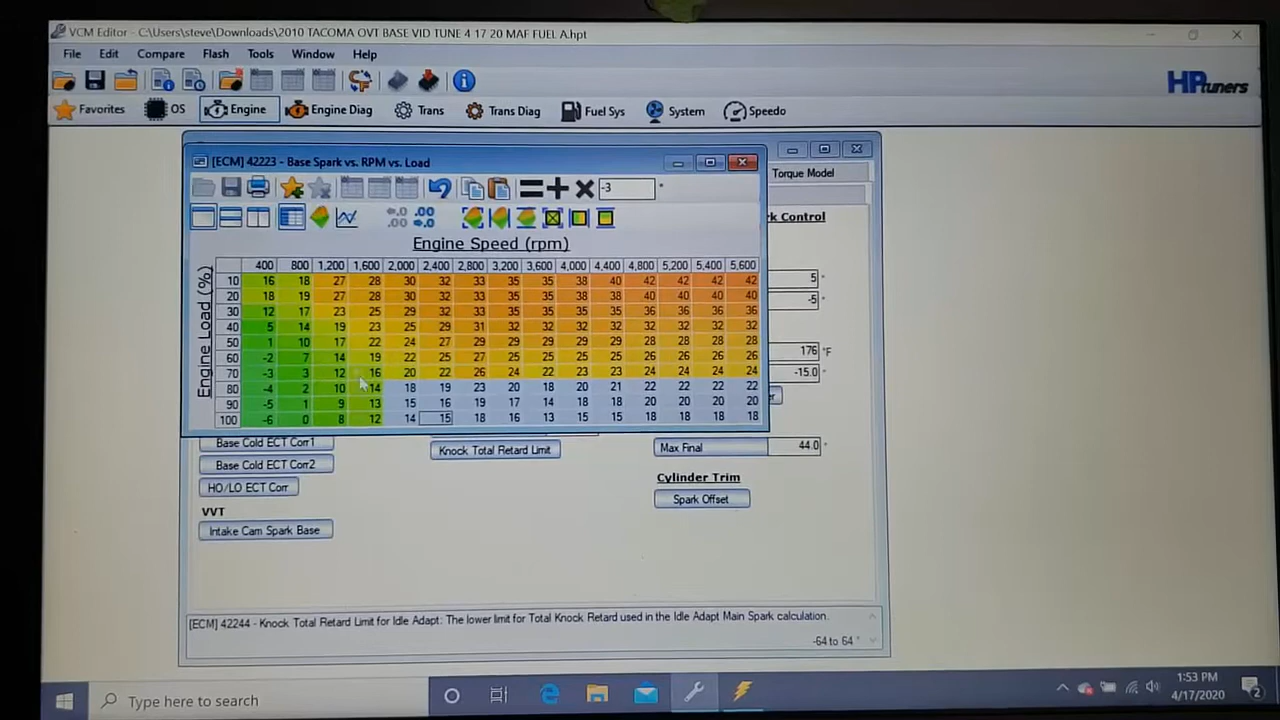 VCM Editor - C:\Users\steve\Downloads\2010 TACOMA OVT BASE VID TUNE 4 17 20 MAF FUEL A.hpt
File Edit Compare Flash Tools Window Help
HPtuners
Favorites OS Engine Engine Diag Trans Trans Diag Fuel Sys System Speedo
[ECM] 42223 - Base Spark vs. RPM vs. Load
Torque Model
-3 °
k Control
Engine Speed (rpm)
Engine Load (%)
400 800 1,200 1,600 2,000 2,400 2,800 3,200 3,600 4,000 4,400 4,800 5,200 5,400 5,600
10 16 18 27 28 30 32 33 35 35 38 40 42 42 42 42
20 18 19 27 28 30 32 33 35 35 38 38 40 40 40 40
30 12 17 23 25 29 32 33 35 35 35 35 36 36 36 36
40 5 14 19 23 25 29 31 32 32 32 32 32 32 32 32
50 1 10 17 22 24 27 29 29 29 29 29 28 28 28 28
60 -2 7 14 19 22 25 27 25 25 25 25 26 26 26 26
70 -3 3 12 16 20 22 26 24 22 23 23 24 24 24 24
80 -4 2 10 14 18 19 23 20 18 20 21 22 22 22 22
90 -5 1 9 13 15 16 19 17 14 18 18 20 20 20 20
100 -6 0 8 12 14 15 18 16 13 15 15 18 18 18 18
5 °
-5 °
176 °F
-15.0 °
Base Cold ECT Corr1
Base Cold ECT Corr2
HO/LO ECT Corr
VVT
Intake Cam Spark Base
Knock Total Retard Limit
Max Final 44.0 °
Cylinder Trim
Spark Offset
[ECM] 42244 - Knock Total Retard Limit for Idle Adapt: The lower limit for Total Knock Retard used in the Idle Adapt Main Spark calculation.
-64 to 64 °
Type here to search
1:53 PM
4/17/2020
2